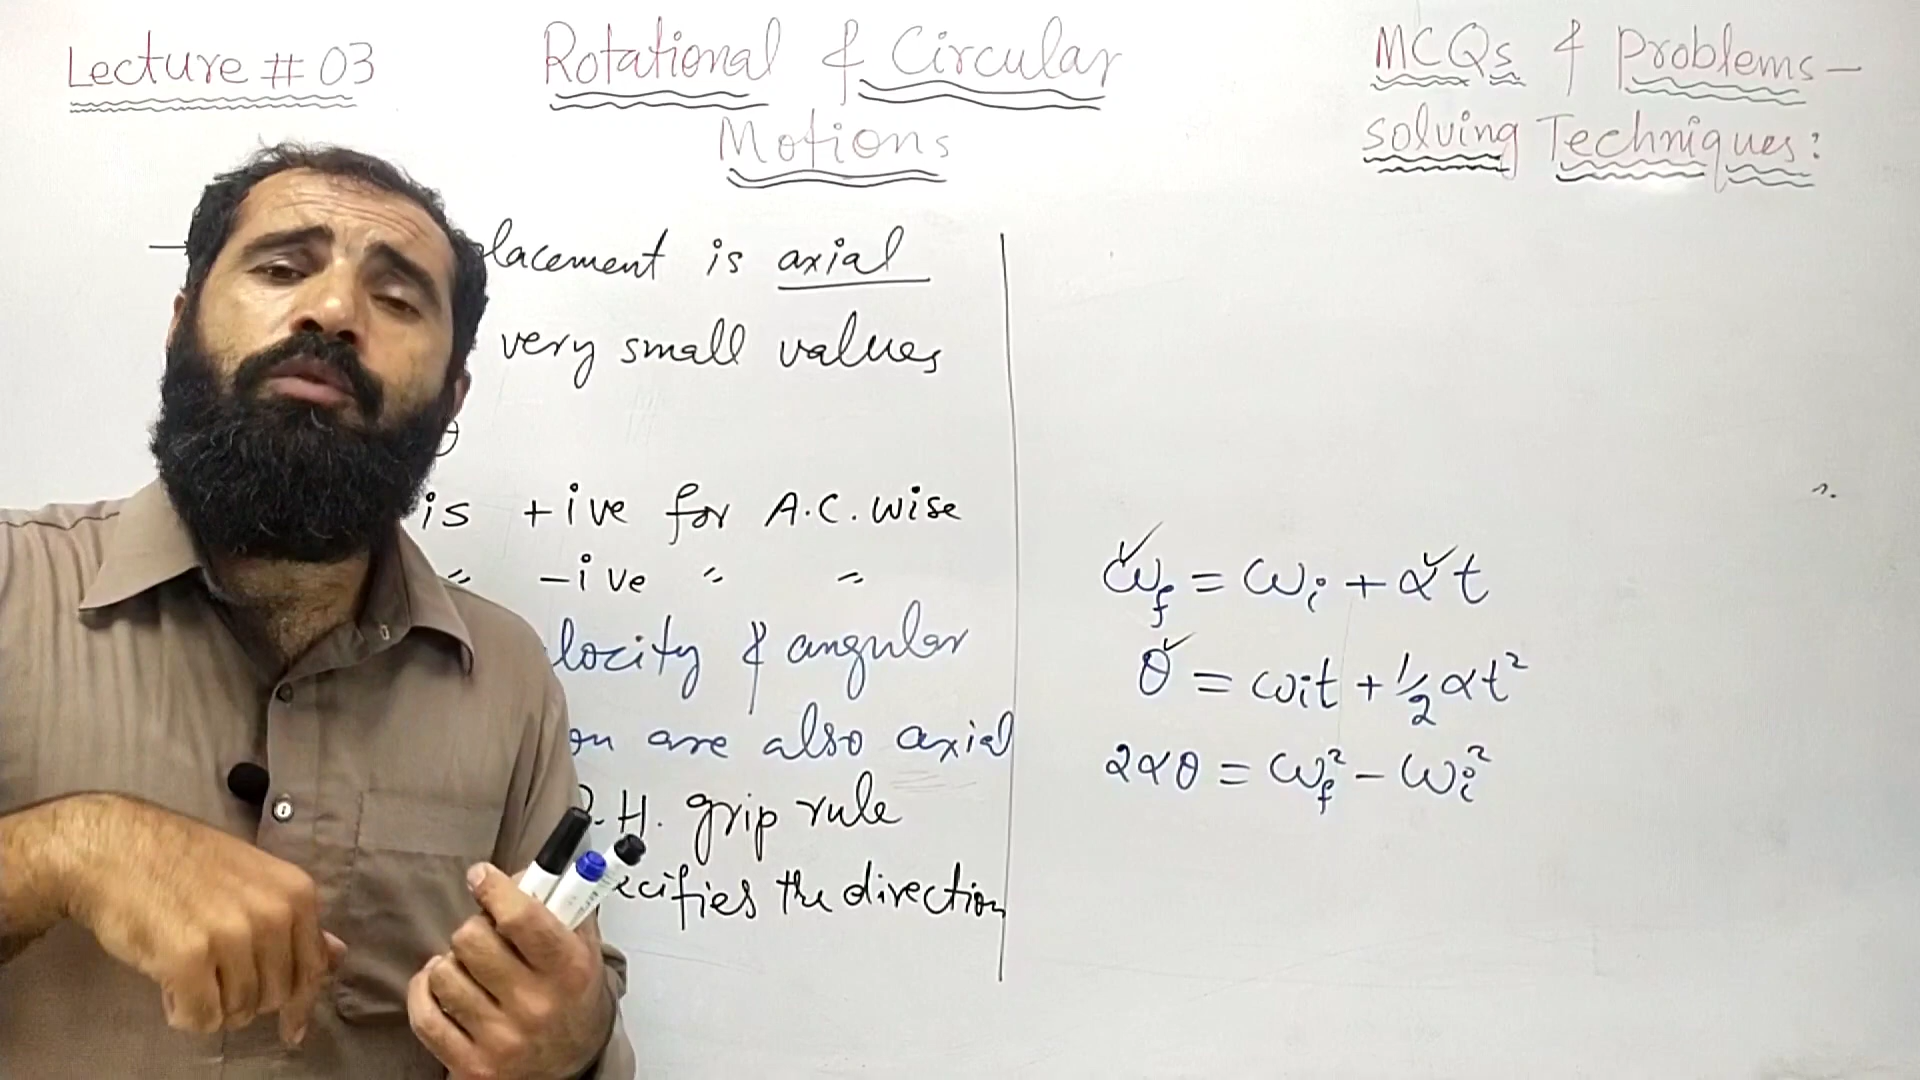 Lecture # 03
Rotational & Circular
Motions
MCQs & Problems-
solving Techniques:
→ lacement is axial
very small values
θ
is +ive for A.C.wise
〃 -ive 〃 〃
locity & angular
on are also axial
R.H. grip rule
ecifies the direction
ωf = ωi + αt
θ = ωit + 1/2 αt²
2αθ = ωf² - ωi²